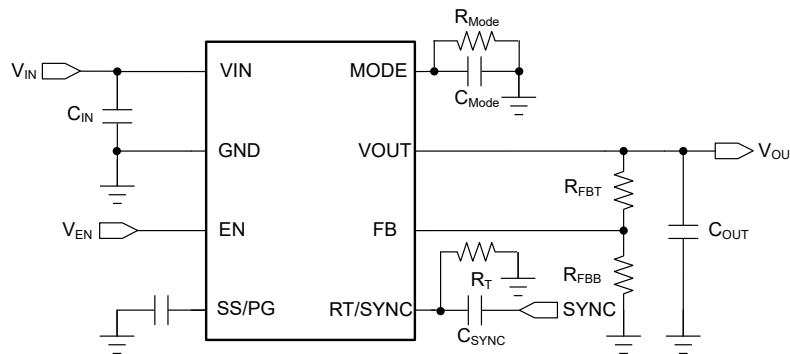 R_Mode
V_IN
VIN
MODE
C_IN
C_Mode
GND
VOUT
V_OU
R_FBT
V_EN
EN
FB
C_OUT
R_T
R_FBB
SS/PG
RT/SYNC
SYNC
C_SYNC